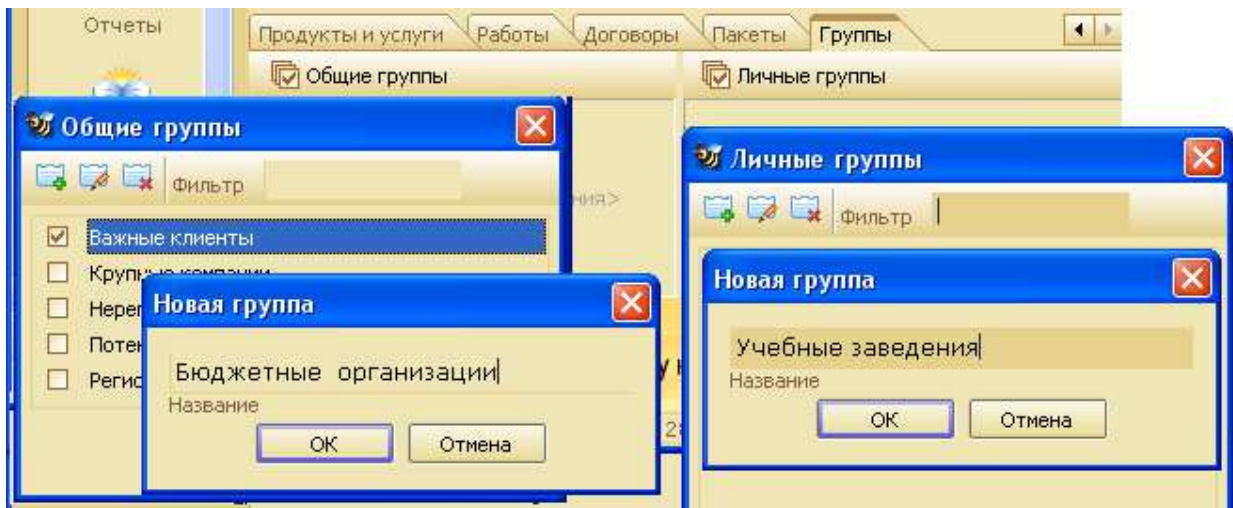 Отчеты
Продукты и услуги Работы Договоры Пакеты Группы
Общие группы
Личные группы
Общие группы
Фильтр
Важные клиенты
Новая группа
Бюджетные организации
Название
ОК Отмена
Личные группы
Фильтр
Новая группа
Учебные заведения
Название
ОК Отмена